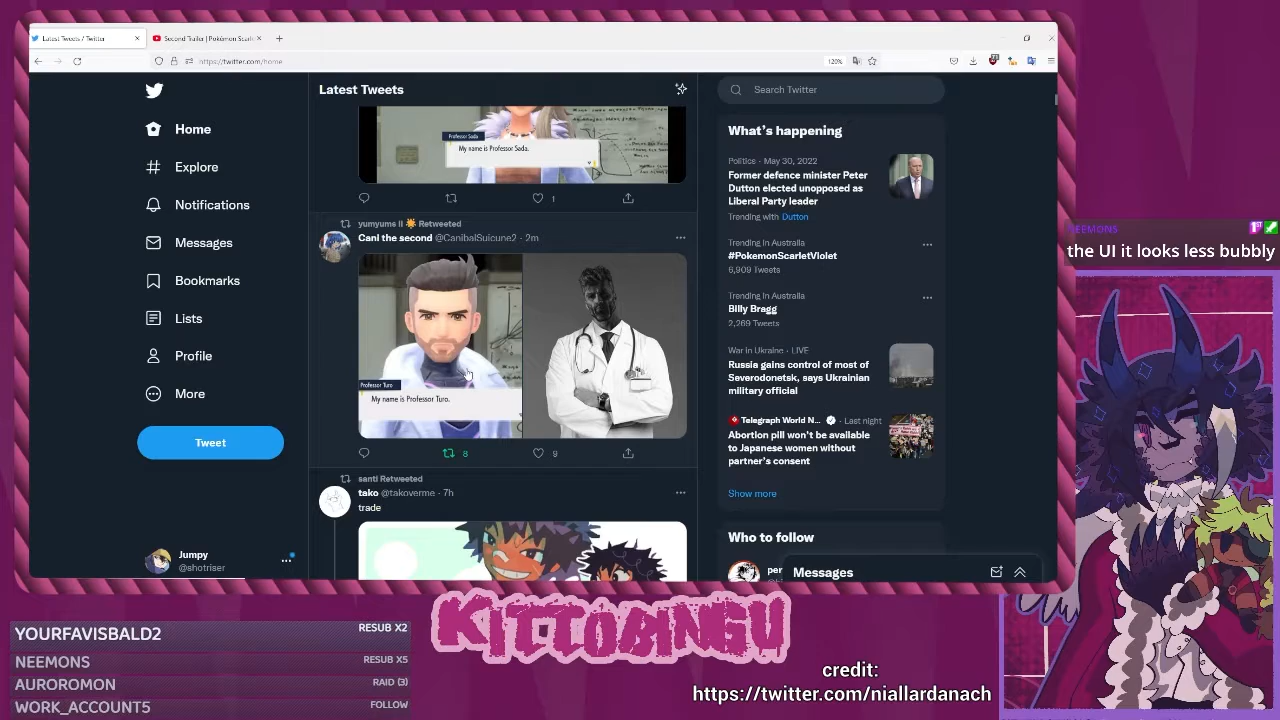 Latest Tweets / Twitter
Second Trailer | Pokémon Scarle
https://twitter.com/home
120%
Home
Explore
Notifications
Messages
Bookmarks
Lists
Profile
More
Tweet
Jumpy
@shotriser
Latest Tweets
Professor Sada
My name is Professor Sada.
1
yumyums ii Retweeted
Canl the second @CanibalSuicune2 · 2m
Professor Turo
My name is Professor Turo.
8
9
santi Retweeted
tako @takoverme · 7h
trade
Search Twitter
What's happening
Politics · May 30, 2022
Former defence minister Peter
Dutton elected unopposed as
Liberal Party leader
Trending with Dutton
Trending in Australia
#PokemonScarletViolet
6,909 Tweets
Trending in Australia
Billy Bragg
2,269 Tweets
War in Ukraine · LIVE
Russia gains control of most of
Severodonetsk, says Ukrainian
military official
Telegraph World N... · Last night
Abortion pill won't be available
to Japanese women without
partner's consent
Show more
Who to follow
per
Messages
NEEMONS
the UI it looks less bubbly
YOURFAVISBALD2 RESUB X2
NEEMONS RESUB X5
AUROROMON RAID (3)
WORK_ACCOUNT5 FOLLOW
KITTOBINGU
credit:
https://twitter.com/niallardanach